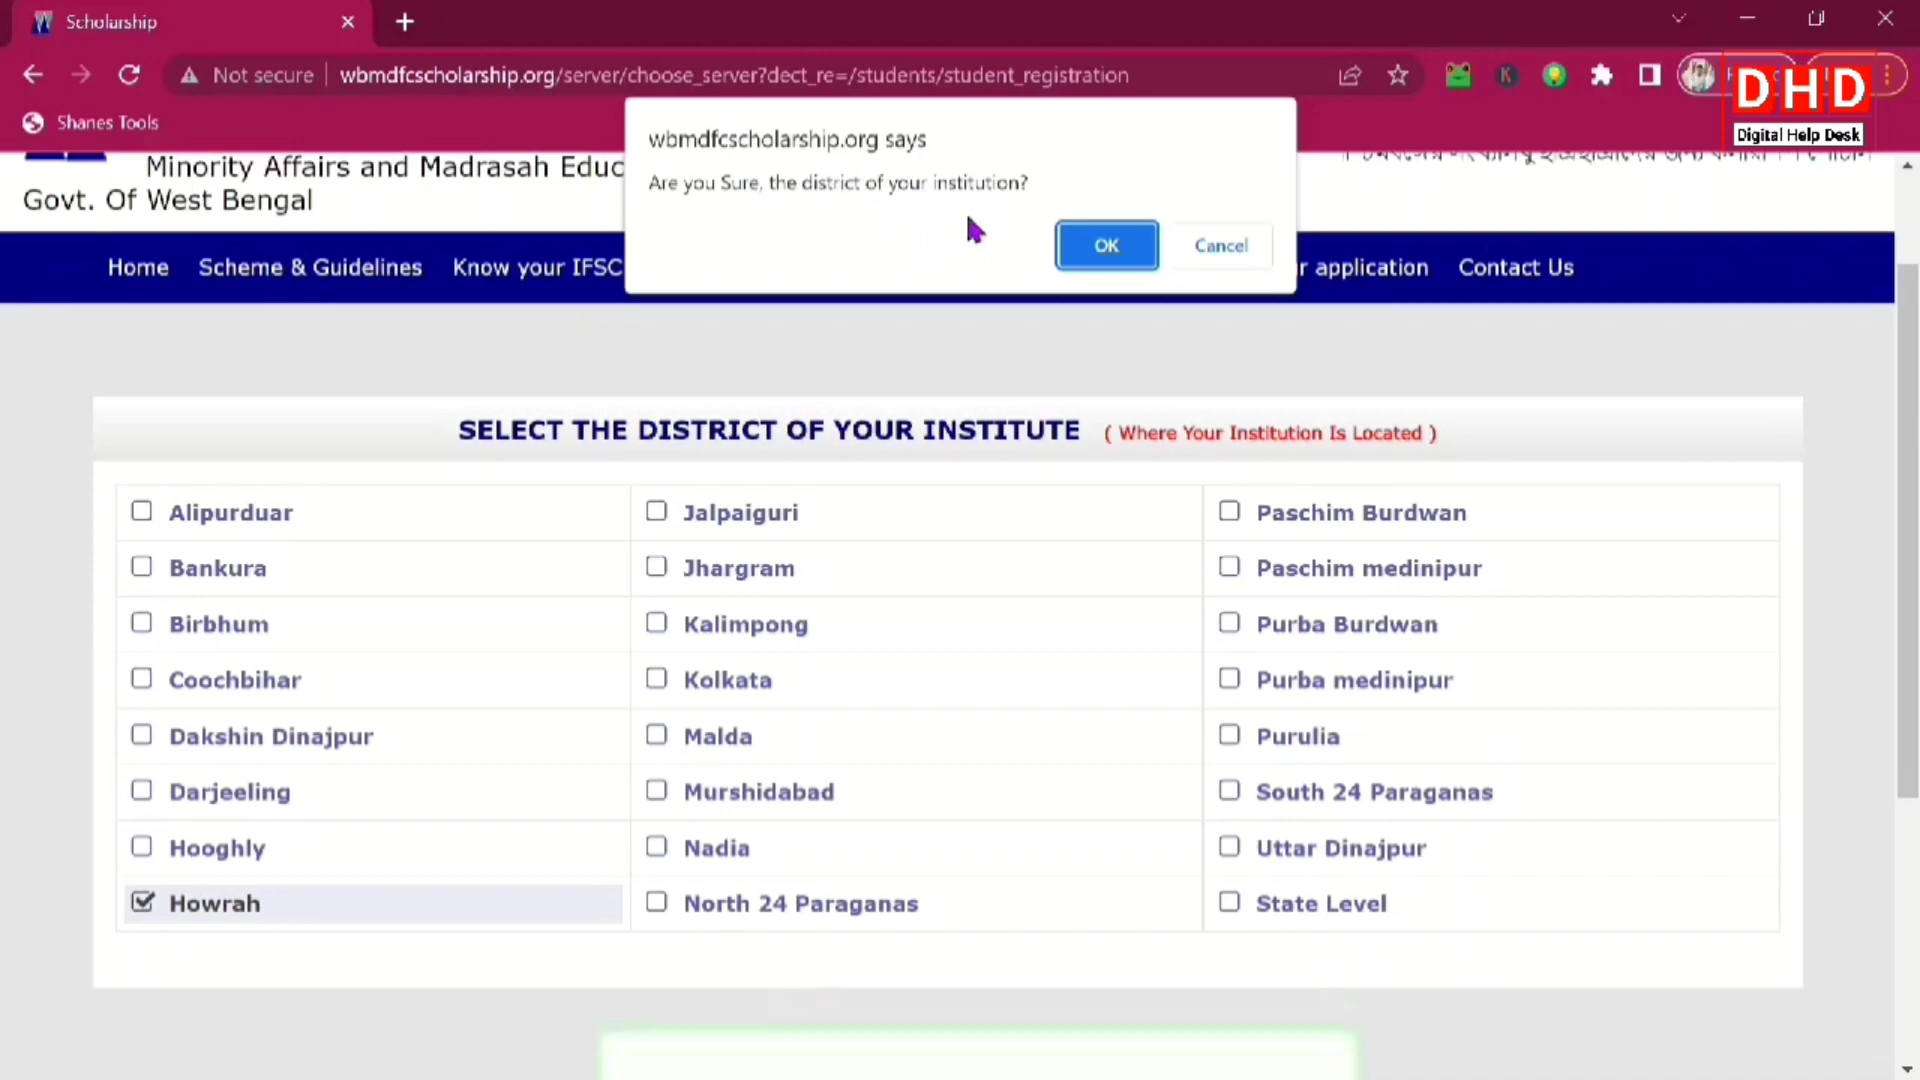 Scholarship
Not secure
wbmdfcscholarship.org/server/choose_server?dect_re=/students/student_registration
K
DHD
Digital Help Desk
Shanes Tools
wbmdfcscholarship.org says
Are you Sure, the district of your institution?
OK
Cancel
Minority Affairs and Madrasah Educ
Govt. Of West Bengal
Home
Scheme & Guidelines
Know your IFSC
r application
Contact Us
SELECT THE DISTRICT OF YOUR INSTITUTE ( Where Your Institution Is Located )
Alipurduar
Jalpaiguri
Paschim Burdwan
Bankura
Jhargram
Paschim medinipur
Birbhum
Kalimpong
Purba Burdwan
Coochbihar
Kolkata
Purba medinipur
Dakshin Dinajpur
Malda
Purulia
Darjeeling
Murshidabad
South 24 Paraganas
Hooghly
Nadia
Uttar Dinajpur
Howrah
North 24 Paraganas
State Level